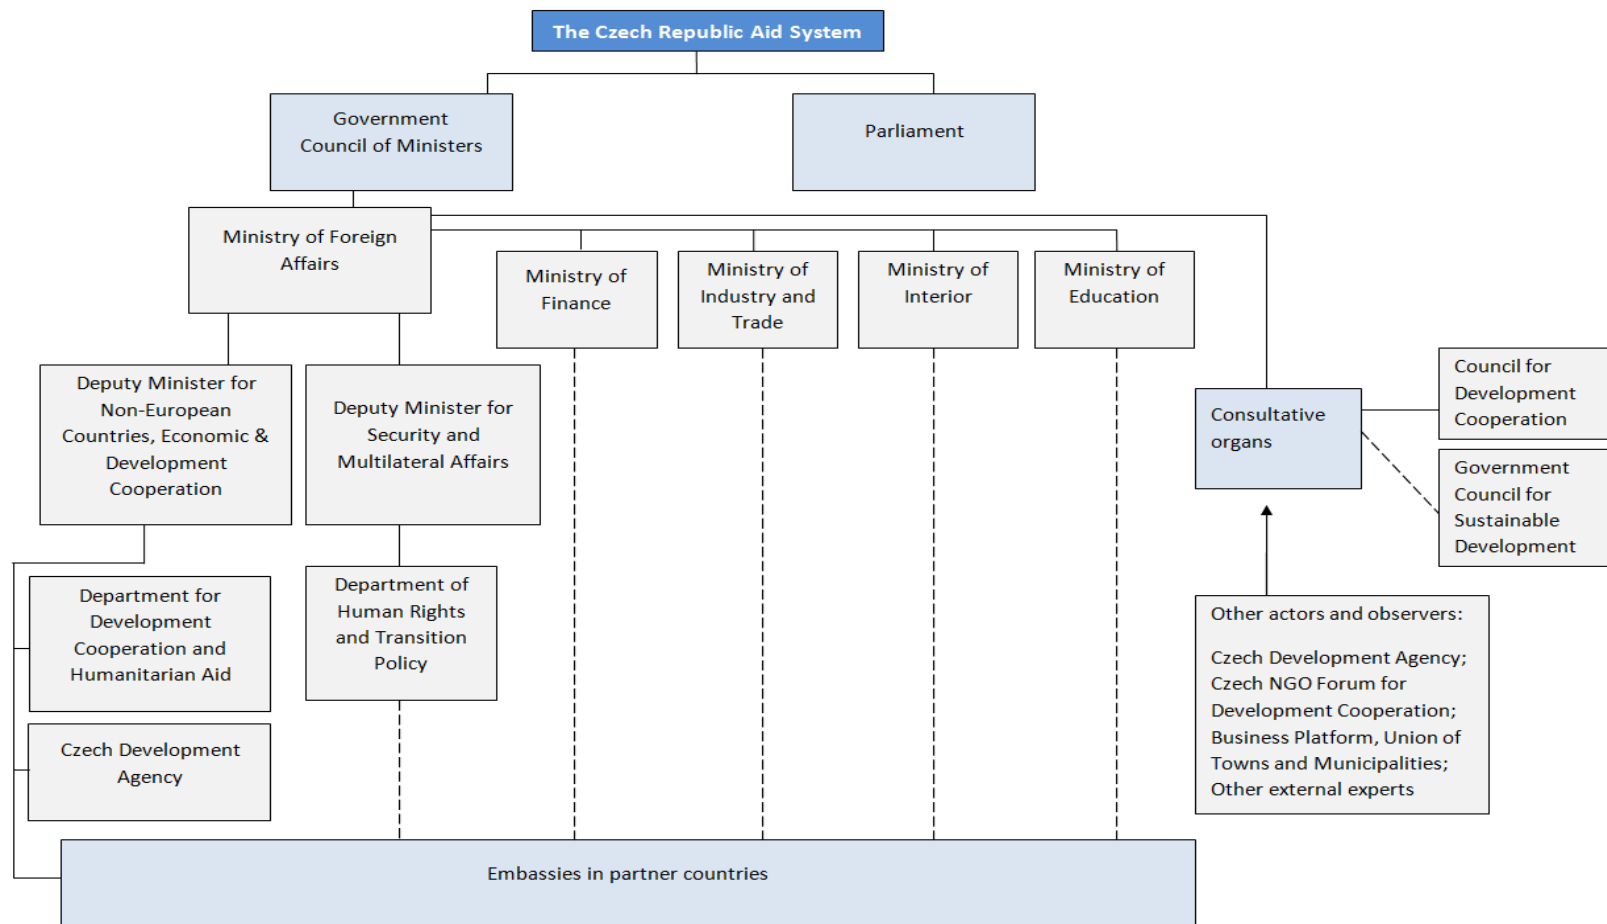 The Czech Republic Aid System
Government
Council of Ministers
Parliament
Ministry of Foreign
Affairs
Ministry of
Finance
Ministry of
Industry and
Trade
Ministry of
Interior
Ministry of
Education
Deputy Minister for
Non-European
Countries, Economic &
Development
Cooperation
Deputy Minister for
Security and
Multilateral Affairs
Consultative
organs
Council for
Development
Cooperation
Government
Council for
Sustainable
Development
Department for
Development
Cooperation and
Humanitarian Aid
Department of
Human Rights
and Transition
Policy
Czech Development
Agency
Other actors and observers:
Czech Development Agency;
Czech NGO Forum for
Development Cooperation;
Business Platform, Union of
Towns and Municipalities;
Other external experts
Embassies in partner countries